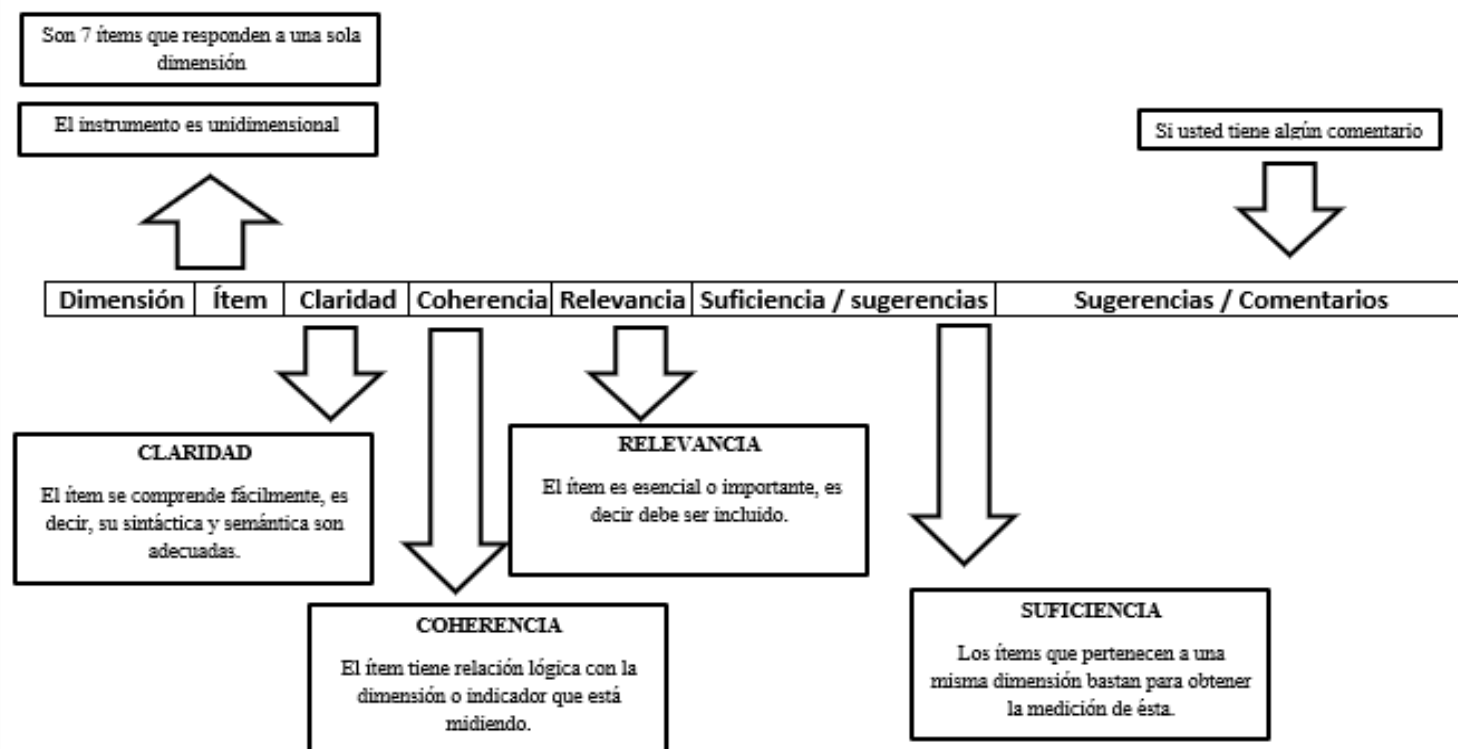 Son 7 ítems que responden a una sola
dimensión
El instrumento es unidimensional
Si usted tiene algún comentario
Dimensión Ítem Claridad Coherencia Relevancia Suficiencia / sugerencias Sugerencias / Comentarios
CLARIDAD
El ítem se comprende fácilmente, es
decir, su sintáctica y semántica son
adecuadas.
RELEVANCIA
El ítem es esencial o importante, es
decir debe ser incluido.
COHERENCIA
El ítem tiene relación lógica con la
dimensión o indicador que está
midiendo.
SUFICIENCIA
Los ítems que pertenecen a una
misma dimensión bastan para obtener
la medición de ésta.